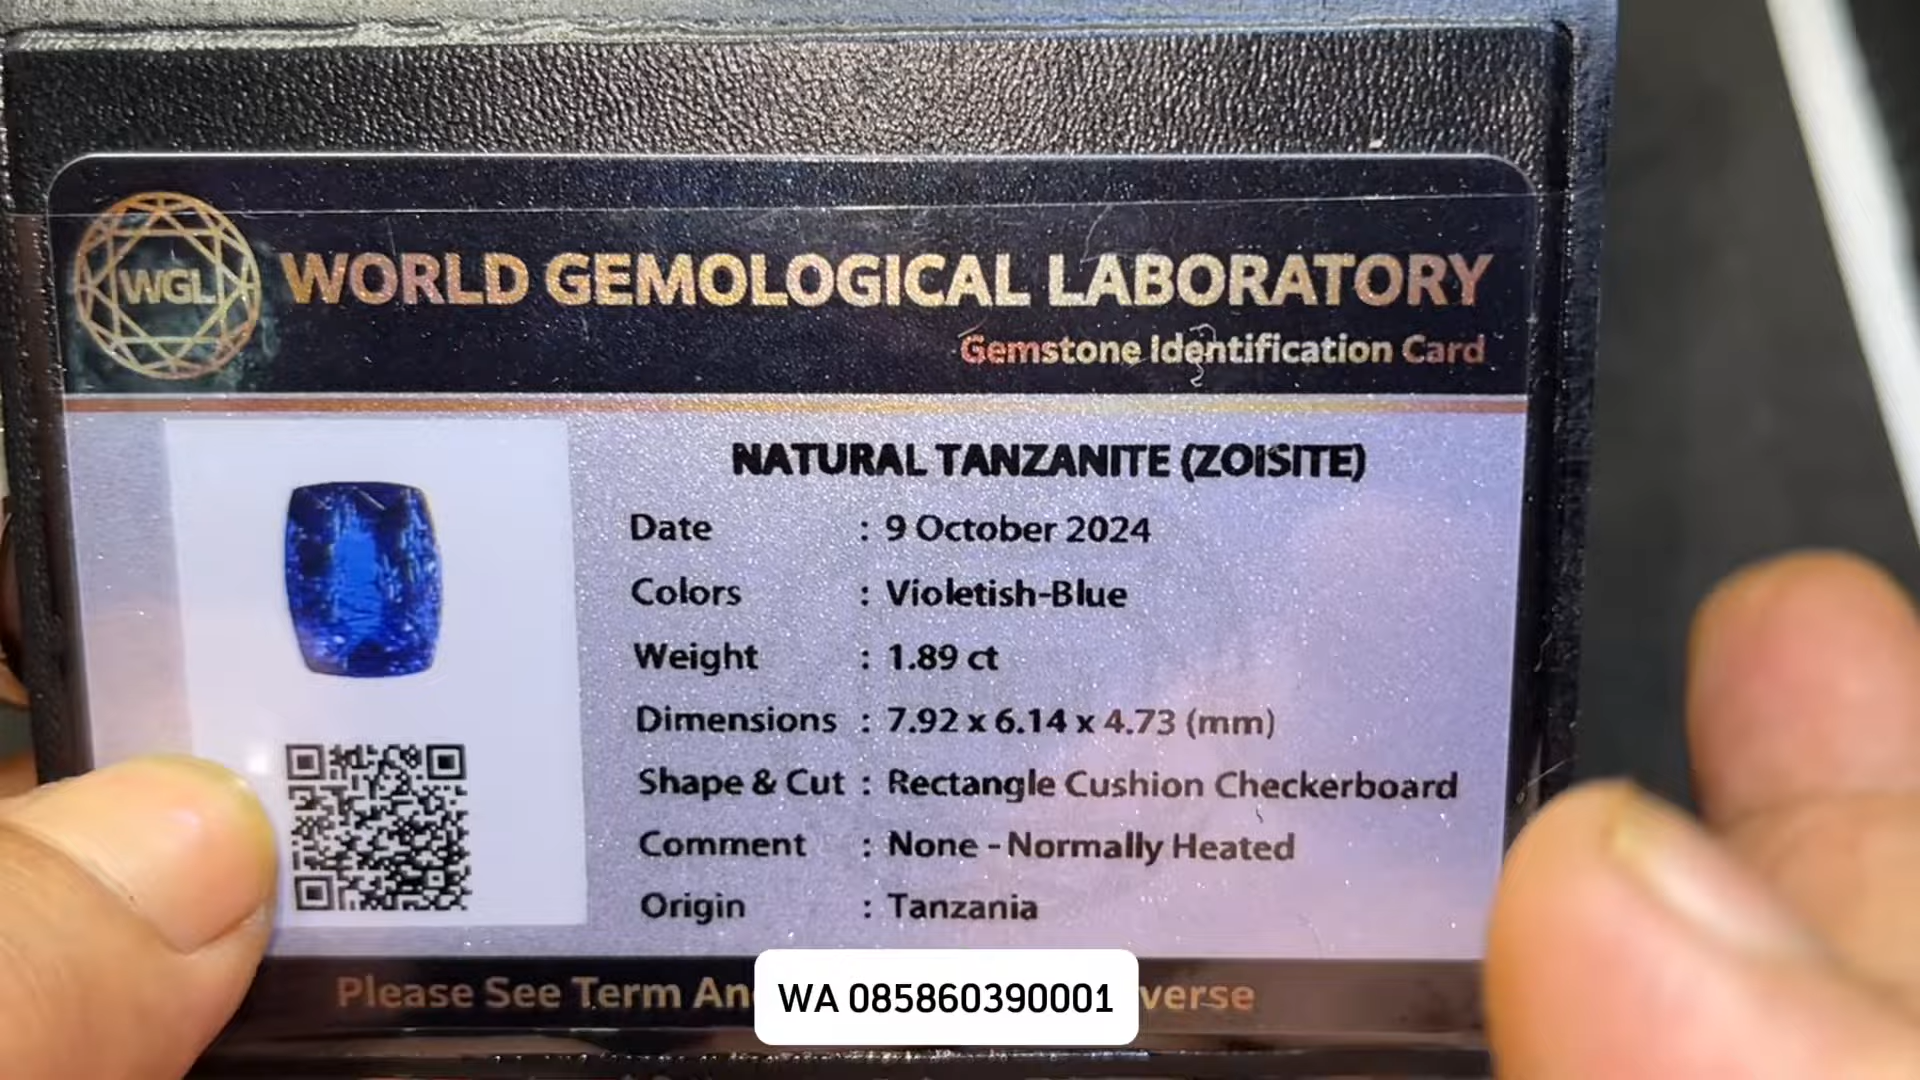 WGL
WORLD GEMOLOGICAL LABORATORY
Gemstone Identification Card
NATURAL TANZANITE (ZOISITE)
Date : 9 October 2024
Colors : Violetish-Blue
Weight : 1.89 ct
Dimensions : 7.92 x 6.14 x 4.73 (mm)
Shape & Cut : Rectangle Cushion Checkerboard
Comment : None - Normally Heated
Origin : Tanzania
Please See Term An
verse
WA 085860390001